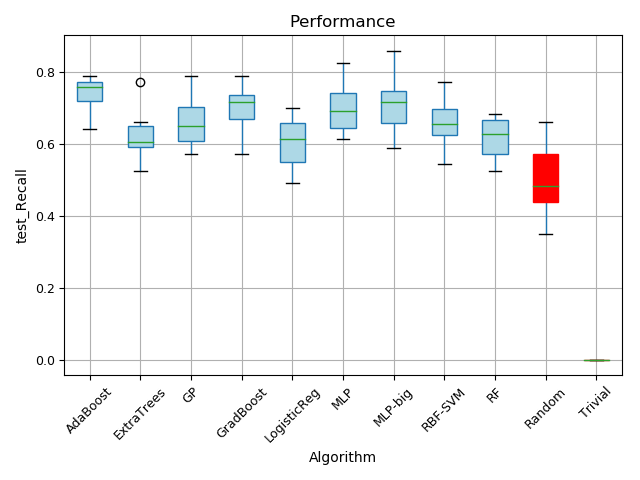 Performance
test_Recall
0.8
0.6
0.4
0.2
0.0
AdaBoost
ExtraTrees
GP
GradBoost
LogisticReg
MLP
MLP-big
RBF-SVM
RF
Random
Trivial
Algorithm